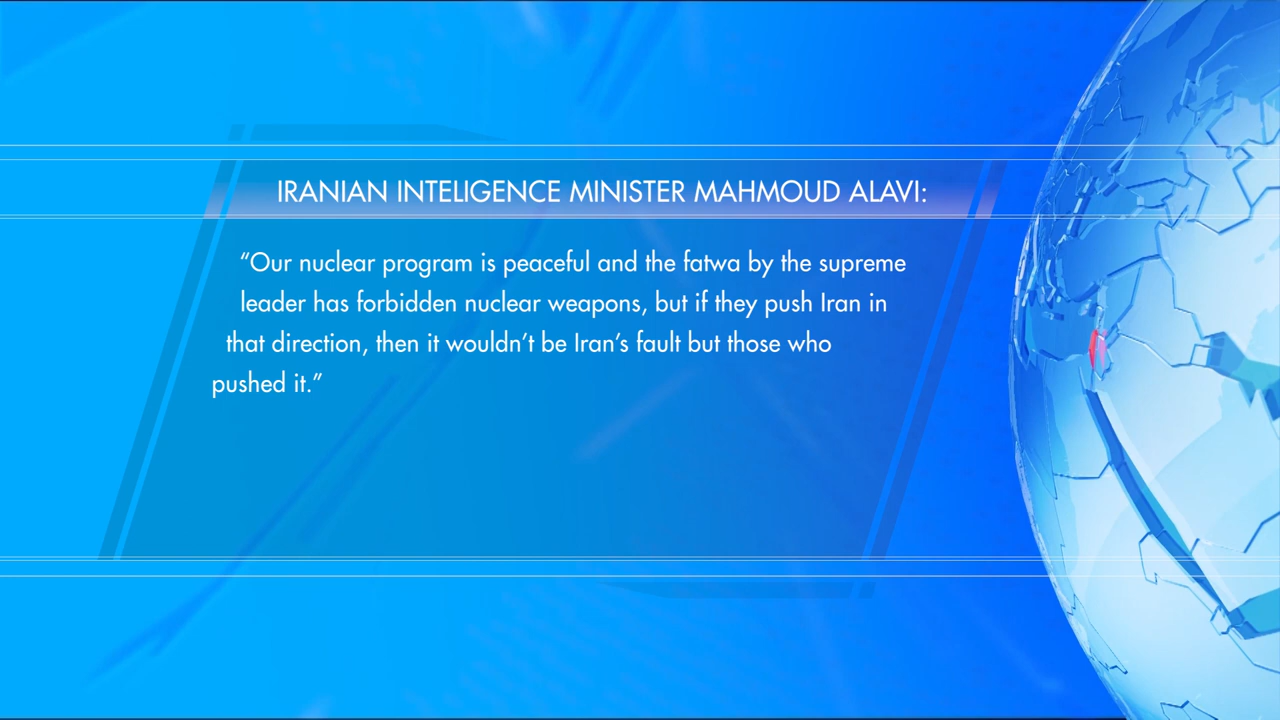 IRANIAN INTELIGENCE MINISTER MAHMOUD ALAVI:
“Our nuclear program is peaceful and the fatwa by the supreme
leader has forbidden nuclear weapons, but if they push Iran in
that direction, then it wouldn’t be Iran’s fault but those who
pushed it.”